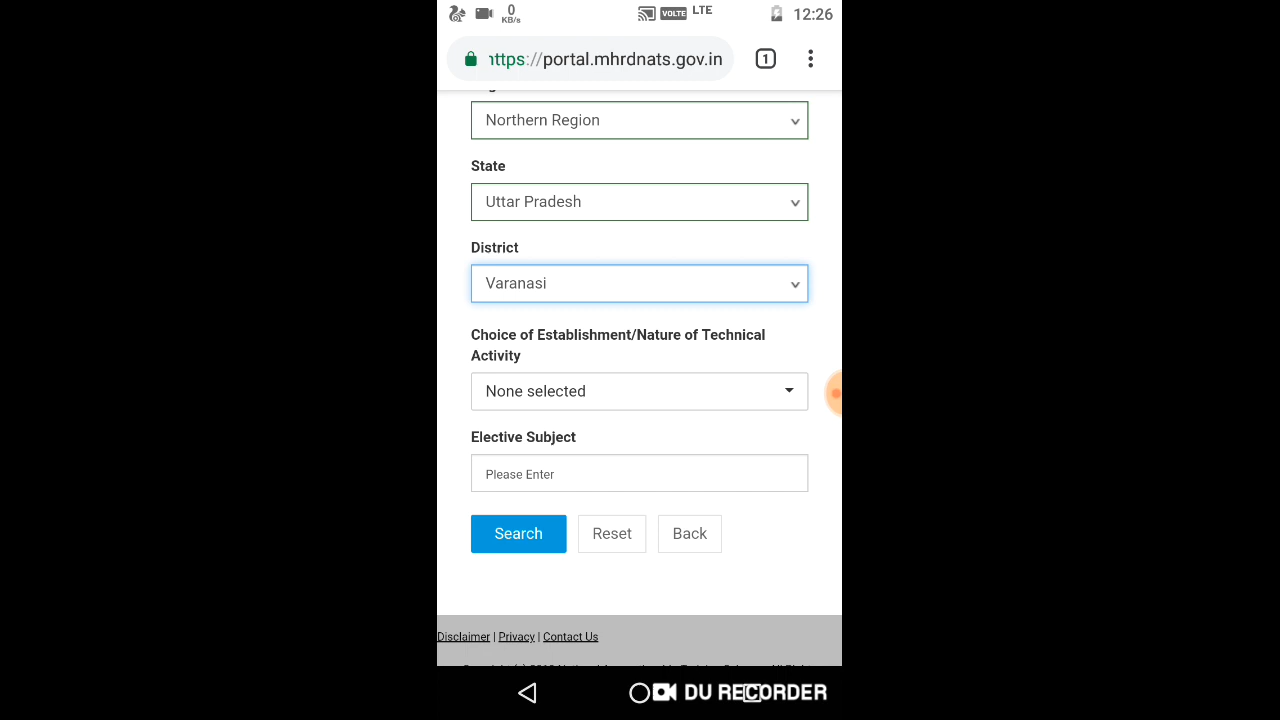 0
KB/s
VOLTE LTE
12:26
https://portal.mhrdnats.gov.in
1
Northern Region
State
Uttar Pradesh
District
Varanasi
Choice of Establishment/Nature of Technical
Activity
None selected
Elective Subject
Please Enter
Search Reset Back
Disclaimer | Privacy | Contact Us
DU RECORDER